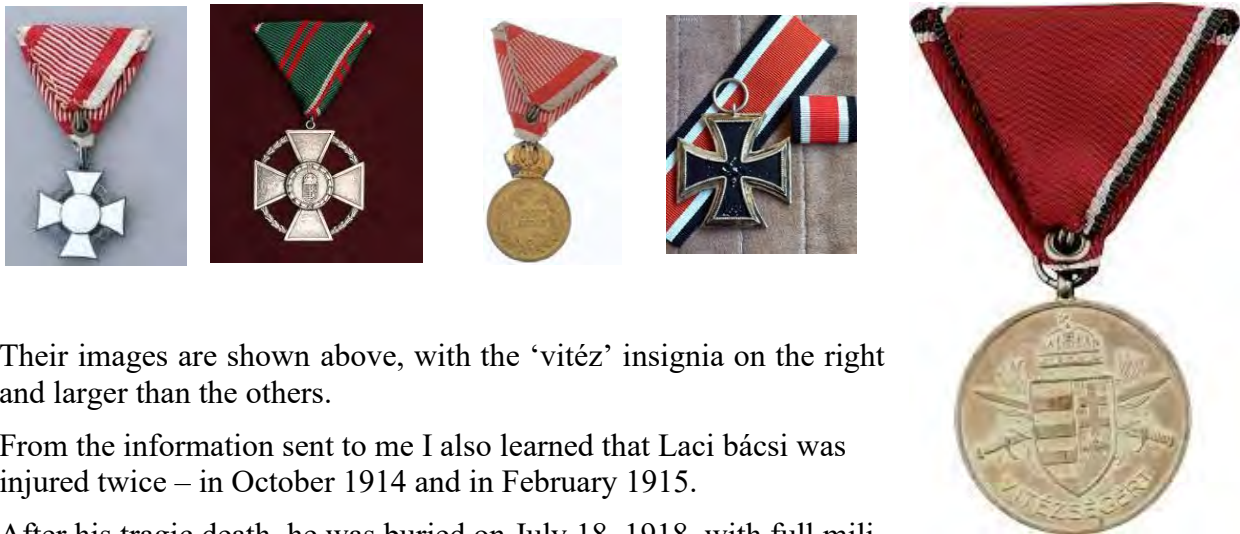 Their images are shown above, with the ‘vitéz’ insignia on the right
and larger than the others.
From the information sent to me I also learned that Laci bácsi was
injured twice – in October 1914 and in February 1915.
After his tragic death, he was buried on July 18, 1918, with full mili-
VITÉZSÉGÉRT